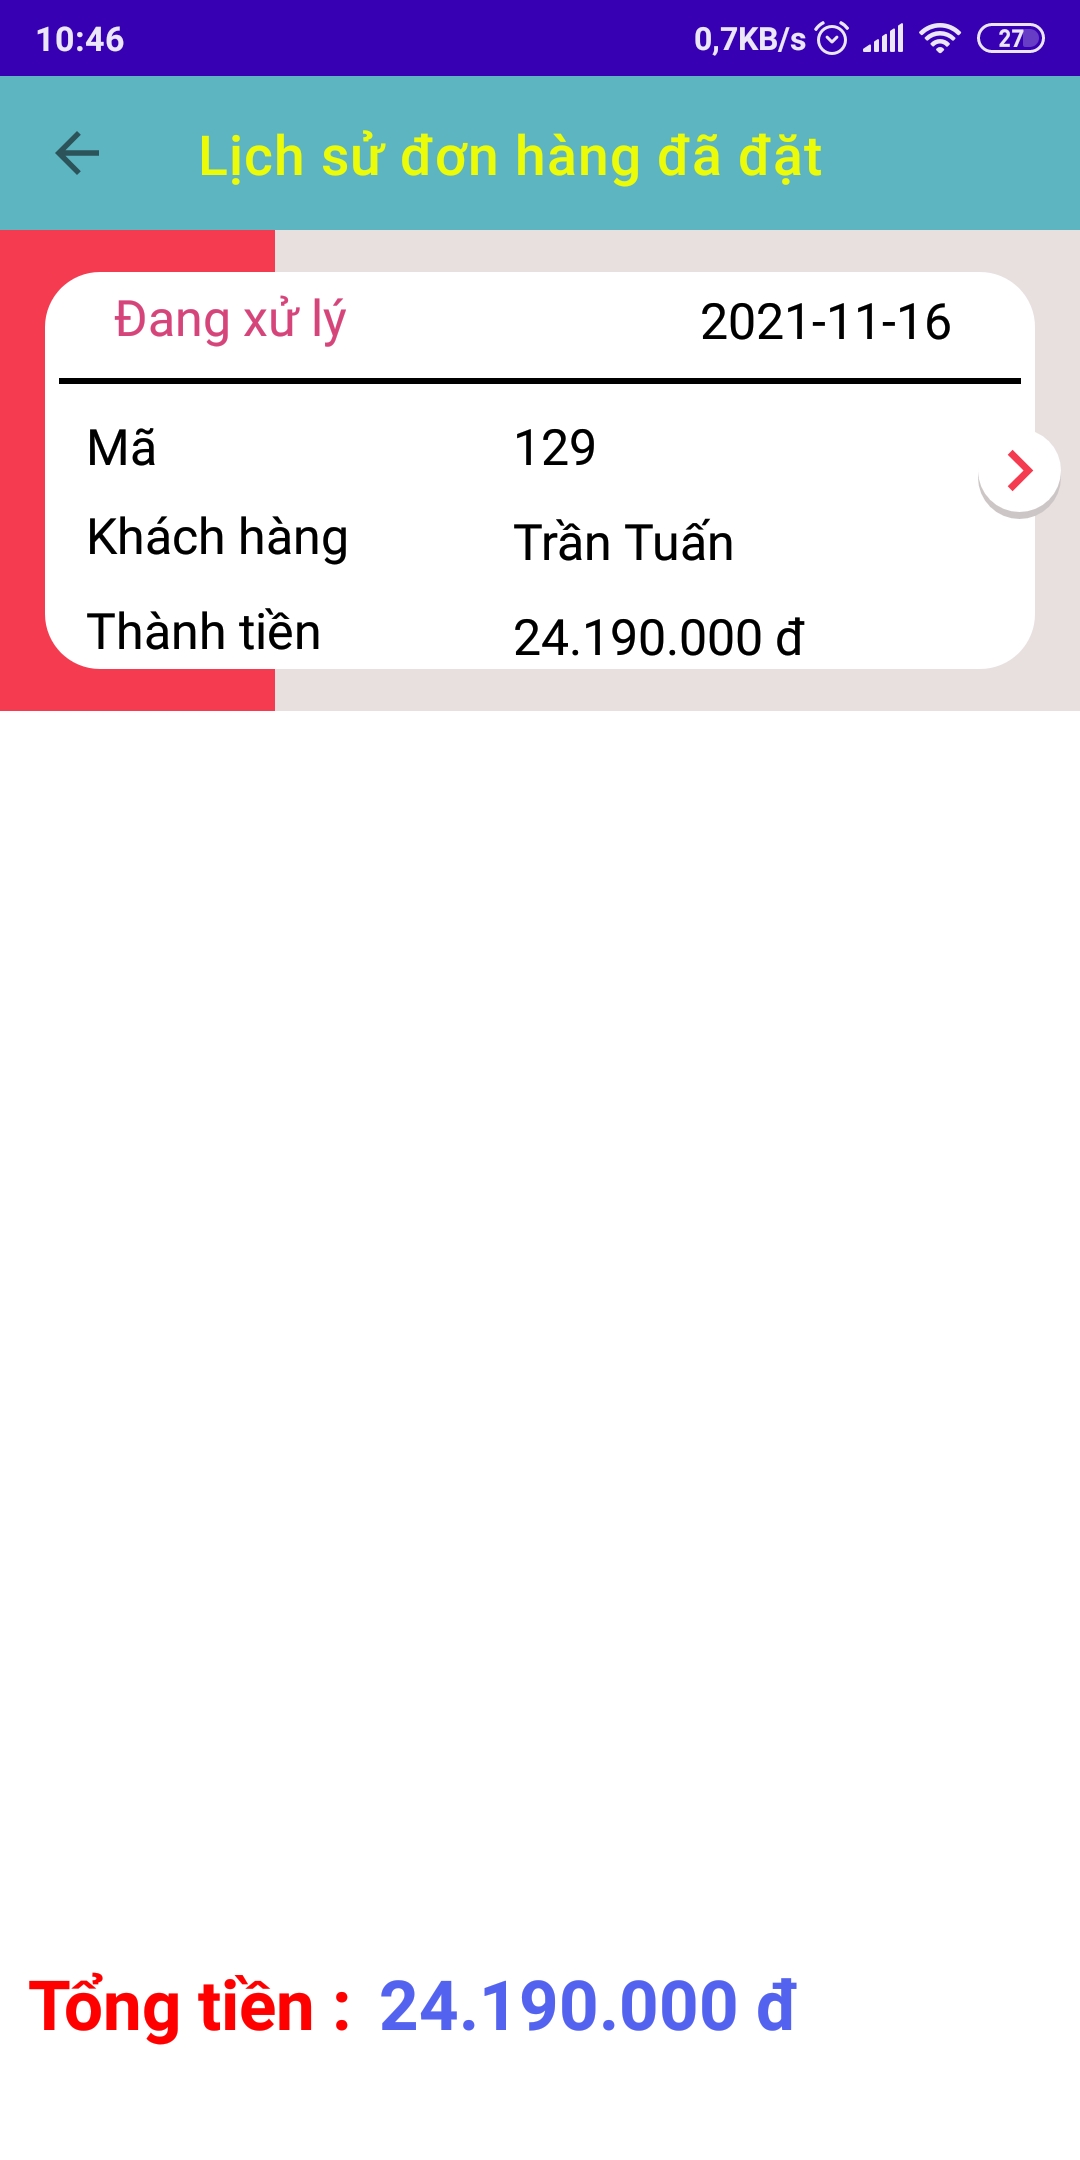 10:46 0,7KB/s 27
Lịch sử đơn hàng đã đặt
Đang xử lý 2021-11-16
Mã 129
Khách hàng Trần Tuấn
Thành tiền 24.190.000 đ
Tổng tiền : 24.190.000 đ